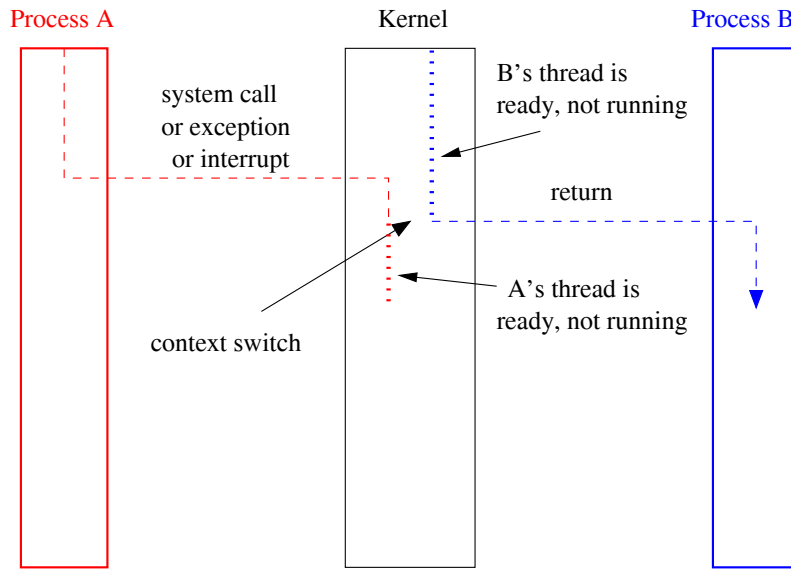 Process A
Kernel
Process B
system call
or exception
or interrupt
B's thread is
ready, not running
return
A's thread is
ready, not running
context switch